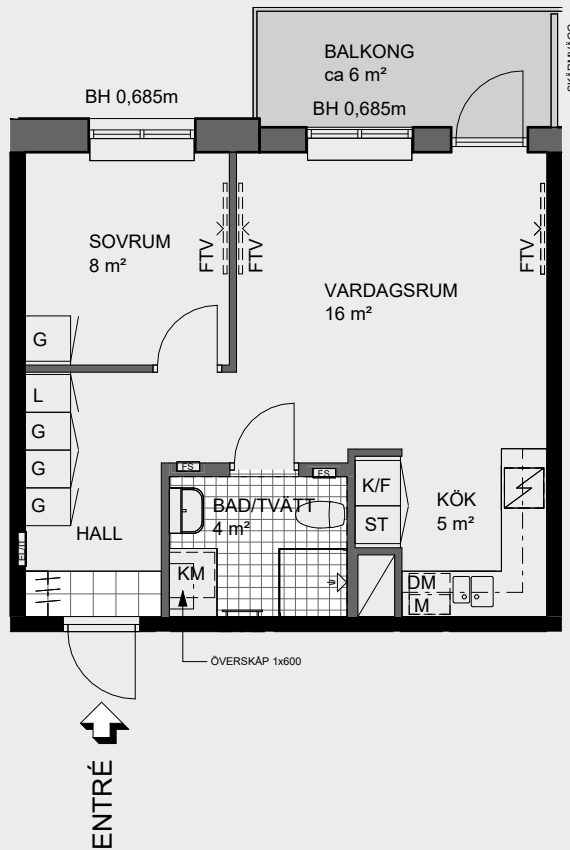 BALKONG
ca 6 m²
SKÄRMVÄGG
BH 0,685m
BH 0,685m
SOVRUM
8 m²
FTV
FTV
FTV
VARDAGSRUM
16 m²
G
L
G
G
G
HALL
FS
FS
BAD/TVÄTT
4 m²
K/F
ST
KÖK
5 m²
KM
DM
M
ÖVERSKÅP 1x600
ENTRÉ